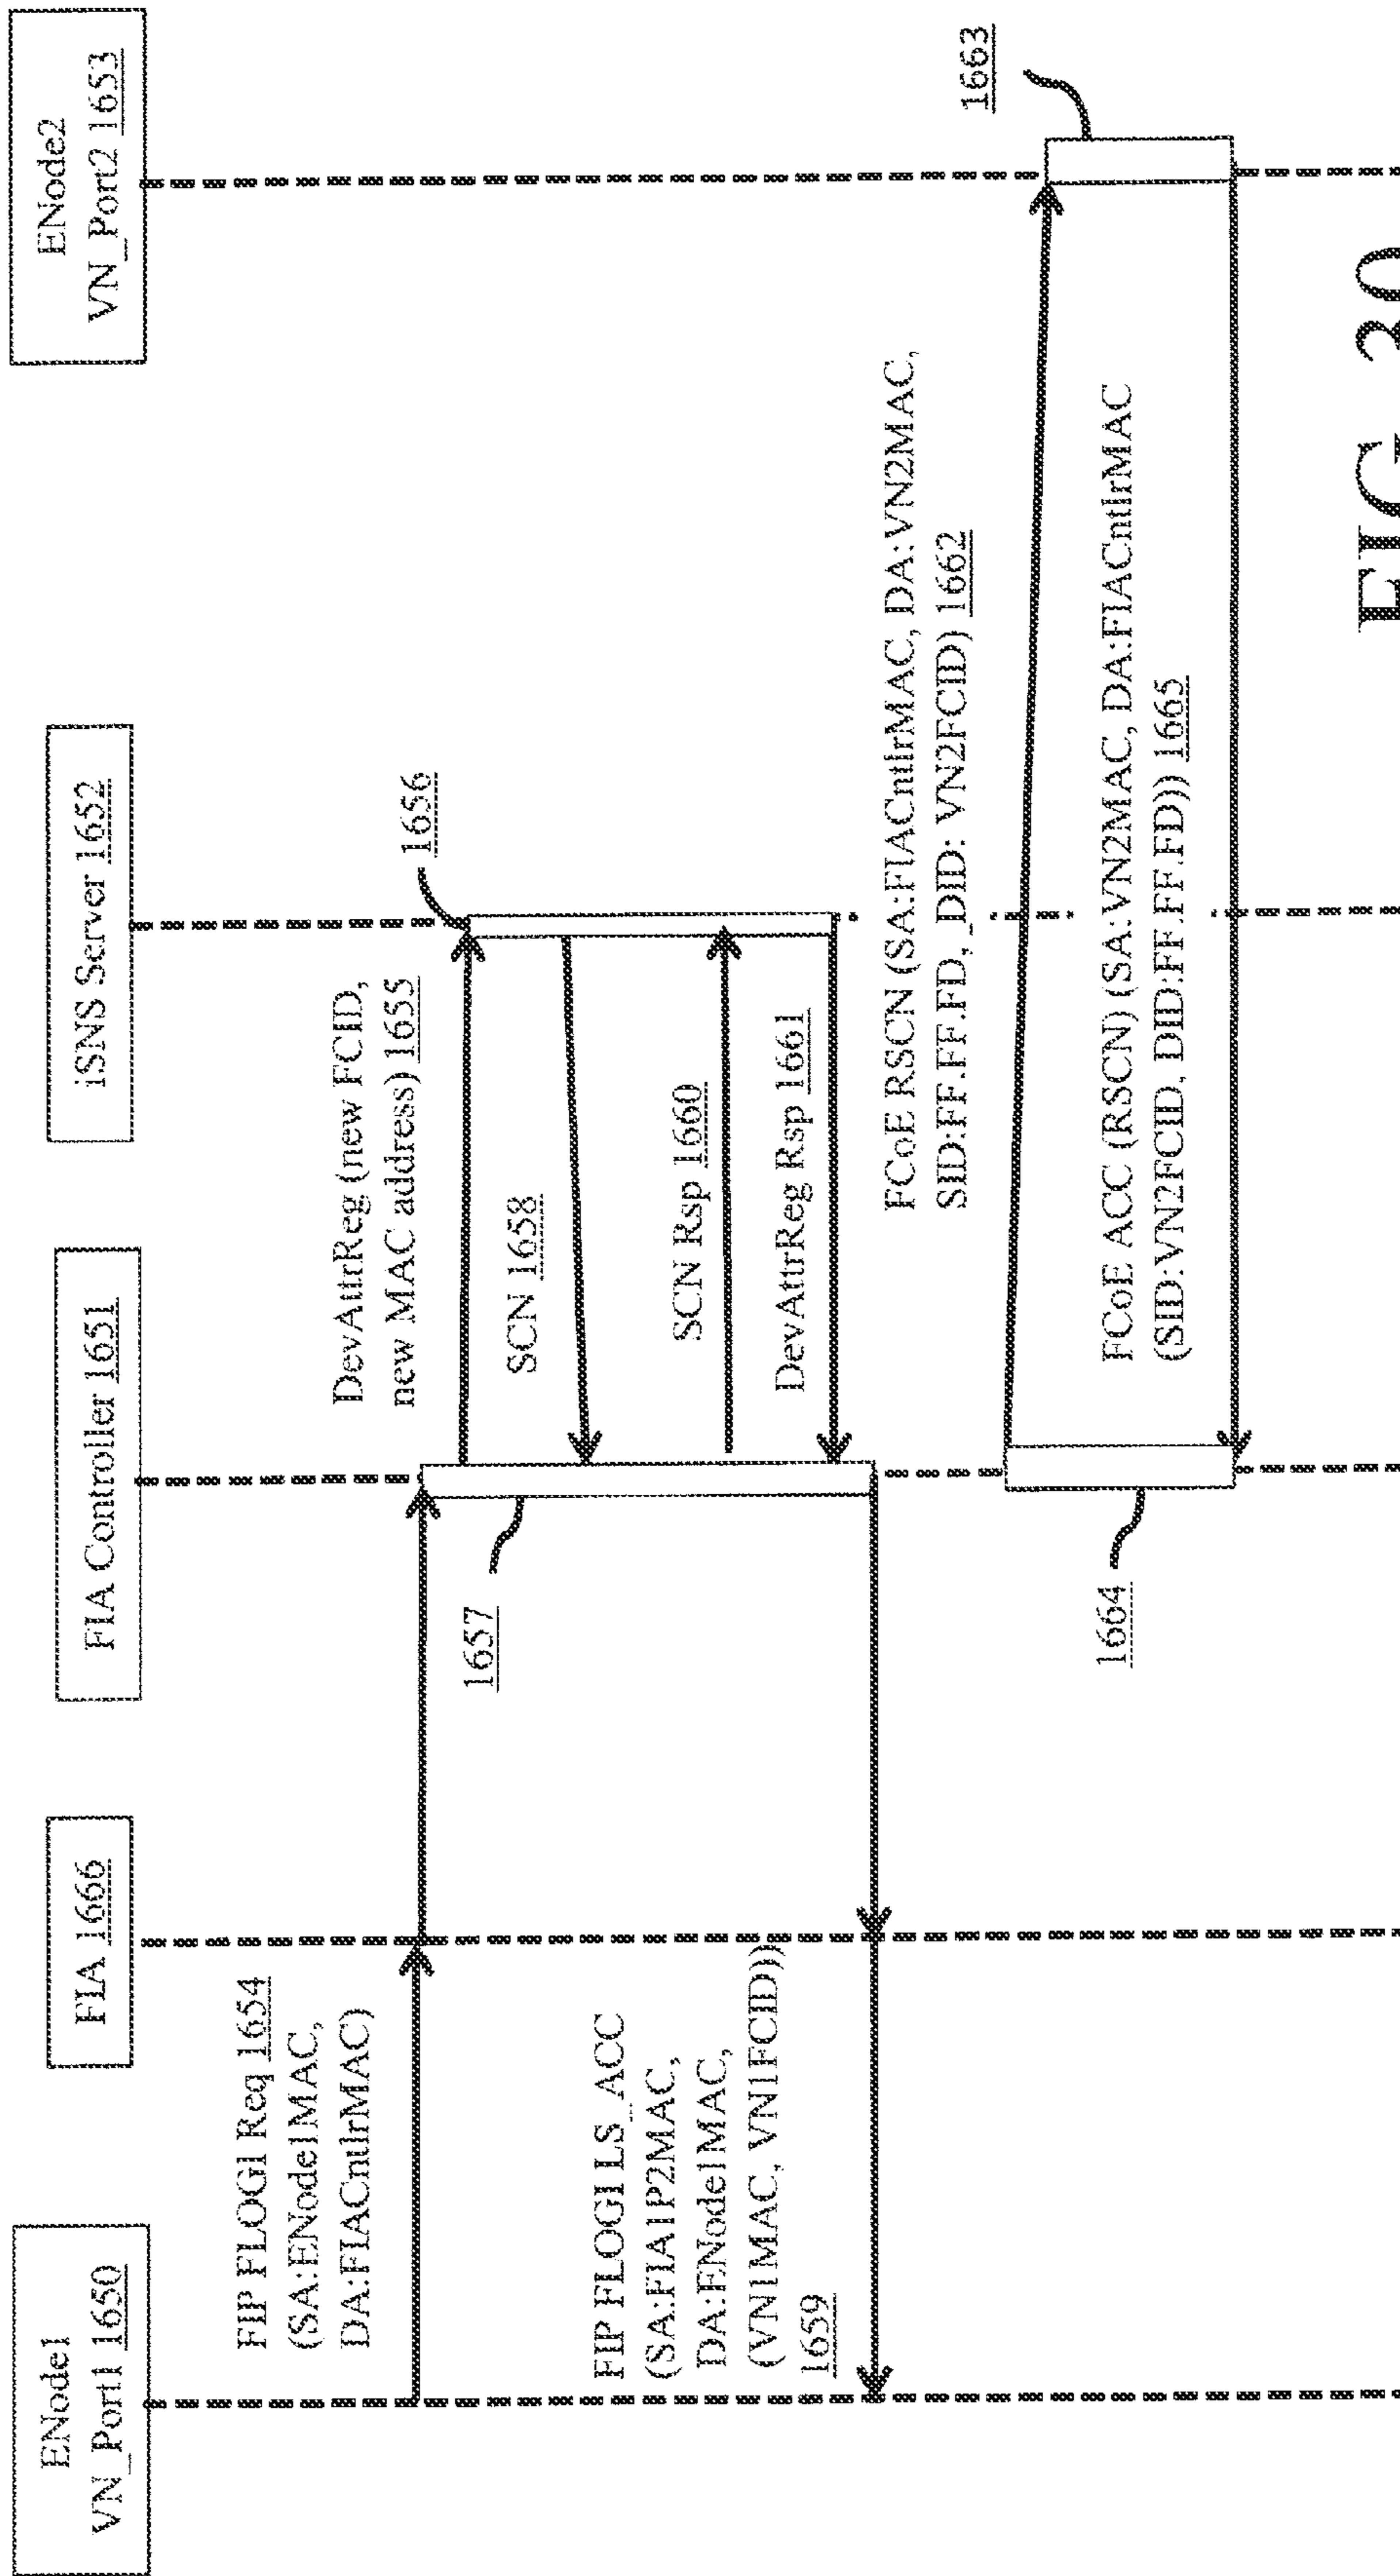 ENode1
VN_Port1 1650
FIA 1666
FIA Controller 1651
iSNS Server 1652
ENode2
VN_Port2 1653
FIP FLOGI Req 1654
(SA:ENode1MAC,
DA:FIACntlrMAC)
DevAttrReg (new FCID,
new MAC address) 1655
1656
1657
SCN 1658
FIP FLOGI LS_ACC
(SA:FIA1P2MAC,
DA:ENode1MAC,
(VN1MAC, VN1FCID))
1659
SCN Rsp 1660
DevAttrReg Rsp 1661
FCoE RSCN (SA:FIACntlrMAC, DA:VN2MAC,
SID:FF.FF.FD, DID: VN2FCID) 1662
1663
1664
FCoE ACC (RSCN) (SA:VN2MAC, DA:FIACntlrMAC
(SID:VN2FCID, DID:FF.FF.FD)) 1665
FIG. 30